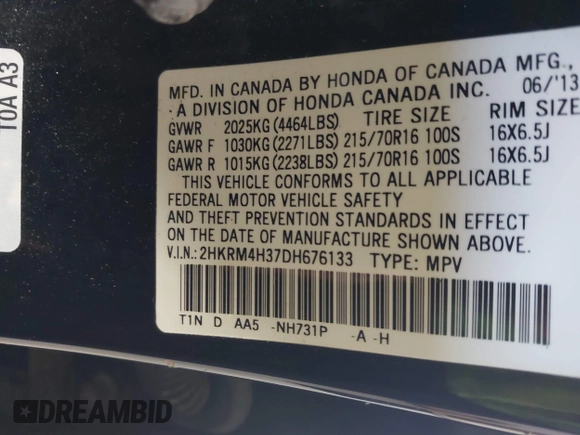 T0A A3
MFD. IN CANADA BY HONDA OF CANADA MFG.,
A DIVISION OF HONDA CANADA INC. 06/'13
GVWR 2025KG (4464LBS) TIRE SIZE RIM SIZE
GAWR F 1030KG (2271LBS) 215/70R16 100S 16X6.5J
GAWR R 1015KG (2238LBS) 215/70R16 100S 16X6.5J
THIS VEHICLE CONFORMS TO ALL APPLICABLE
FEDERAL MOTOR VEHICLE SAFETY
AND THEFT PREVENTION STANDARDS IN EFFECT
ON THE DATE OF MANUFACTURE SHOWN ABOVE.
V.I.N.: 2HKRM4H37DH676133 TYPE: MPV
T1N D AA5 -NH731P -A -H
DREAMBID